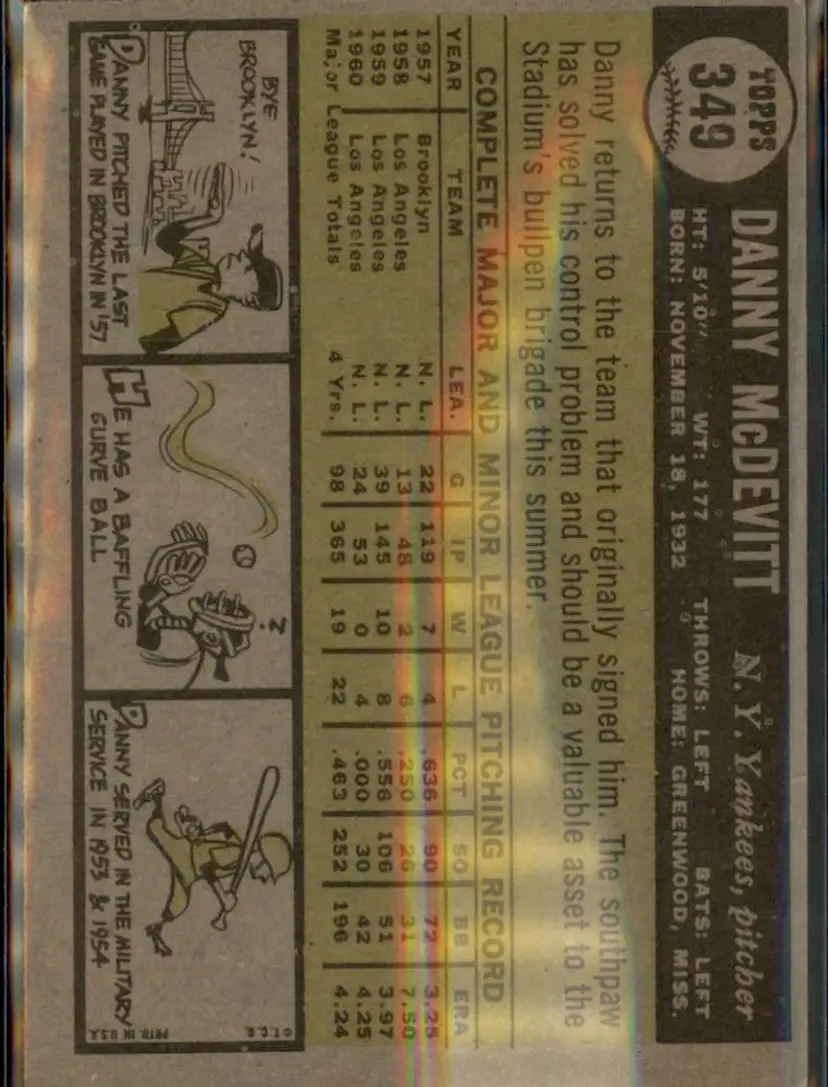 TOPPS
349
DANNY McDEVITT N. Y. Yankees, pitcher
HT: 5'10" WT: 177 THROWS: LEFT BATS: LEFT
BORN: NOVEMBER 18, 1932 HOME: GREENWOOD, MISS.
Danny returns to the team that originally signed him. The southpaw
has solved his control problem and should be a valuable asset to the
Stadium's bullpen brigade this summer.
COMPLETE MAJOR AND MINOR LEAGUE PITCHING RECORD
YEAR TEAM LEA. G IP W L PCT SO BB ERA
1957 Brooklyn N. L. 22 119 7 4 .636 90 72 3.25
1958 Los Angeles N. L. 13 48 2 6 .250 26 31 7.50
1959 Los Angeles N. L. 39 145 10 8 .556 106 51 3.97
1960 Los Angeles N. L. 24 53 0 4 .000 30 42 4.25
Major League Totals 4 Yrs. 98 365 19 22 .463 252 196 4.24
BYE
BROOKLYN!
DANNY PITCHED THE LAST
GAME PLAYED IN BROOKLYN IN '57
?
HE HAS A BAFFLING
CURVE BALL
DANNY SERVED IN THE MILITARY
SERVICE IN 1953 & 1954
© T.C.G.
PRTD. IN U.S.A.